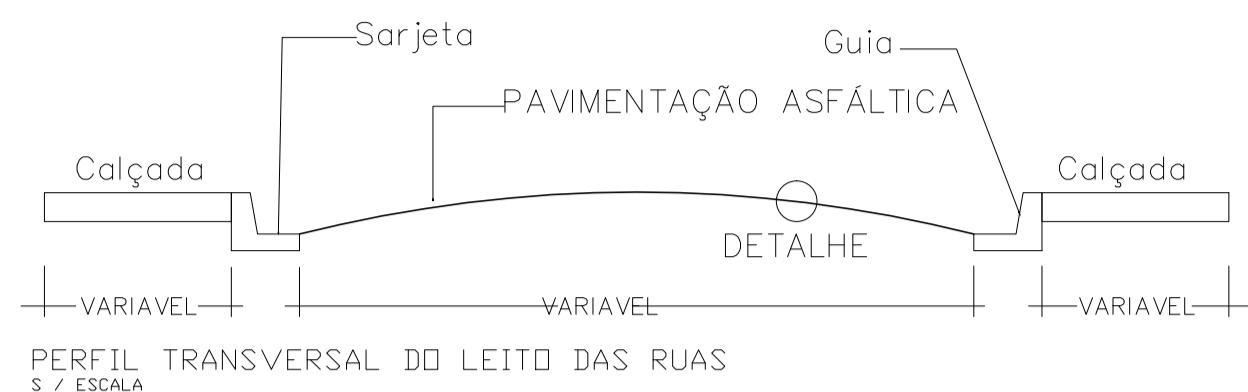 Sarjeta
Guia
PAVIMENTAÇÃO ASFÁLTICA
Calçada
Calçada
DETALHE
VARIAVEL
VARIAVEL
VARIAVEL
PERFIL TRANSVERSAL DO LEITO DAS RUAS
S / ESCALA